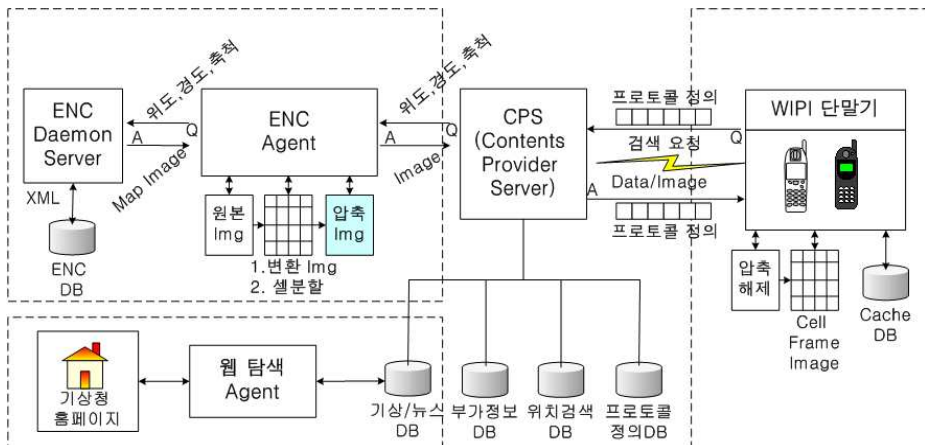 ENC
Daemon
Server
위도,경도,축척
A
Q
Map Image
XML
ENC
DB
ENC
Agent
원본
Img
압축
Img
1.변환 Img
2. 셀분할
위도,경도,축척
A
Q
Image
CPS
(Contents
Provider
Server)
프로토콜 정의
검색 요청
Q
A
Data/Image
프로토콜 정의
WIPI 단말기
압축
해제
Cell
Frame
Image
Cache
DB
기상청
홈페이지
웹 탐색
Agent
기상/뉴스
DB
부가정보
DB
위치검색
DB
프로토콜
정의DB